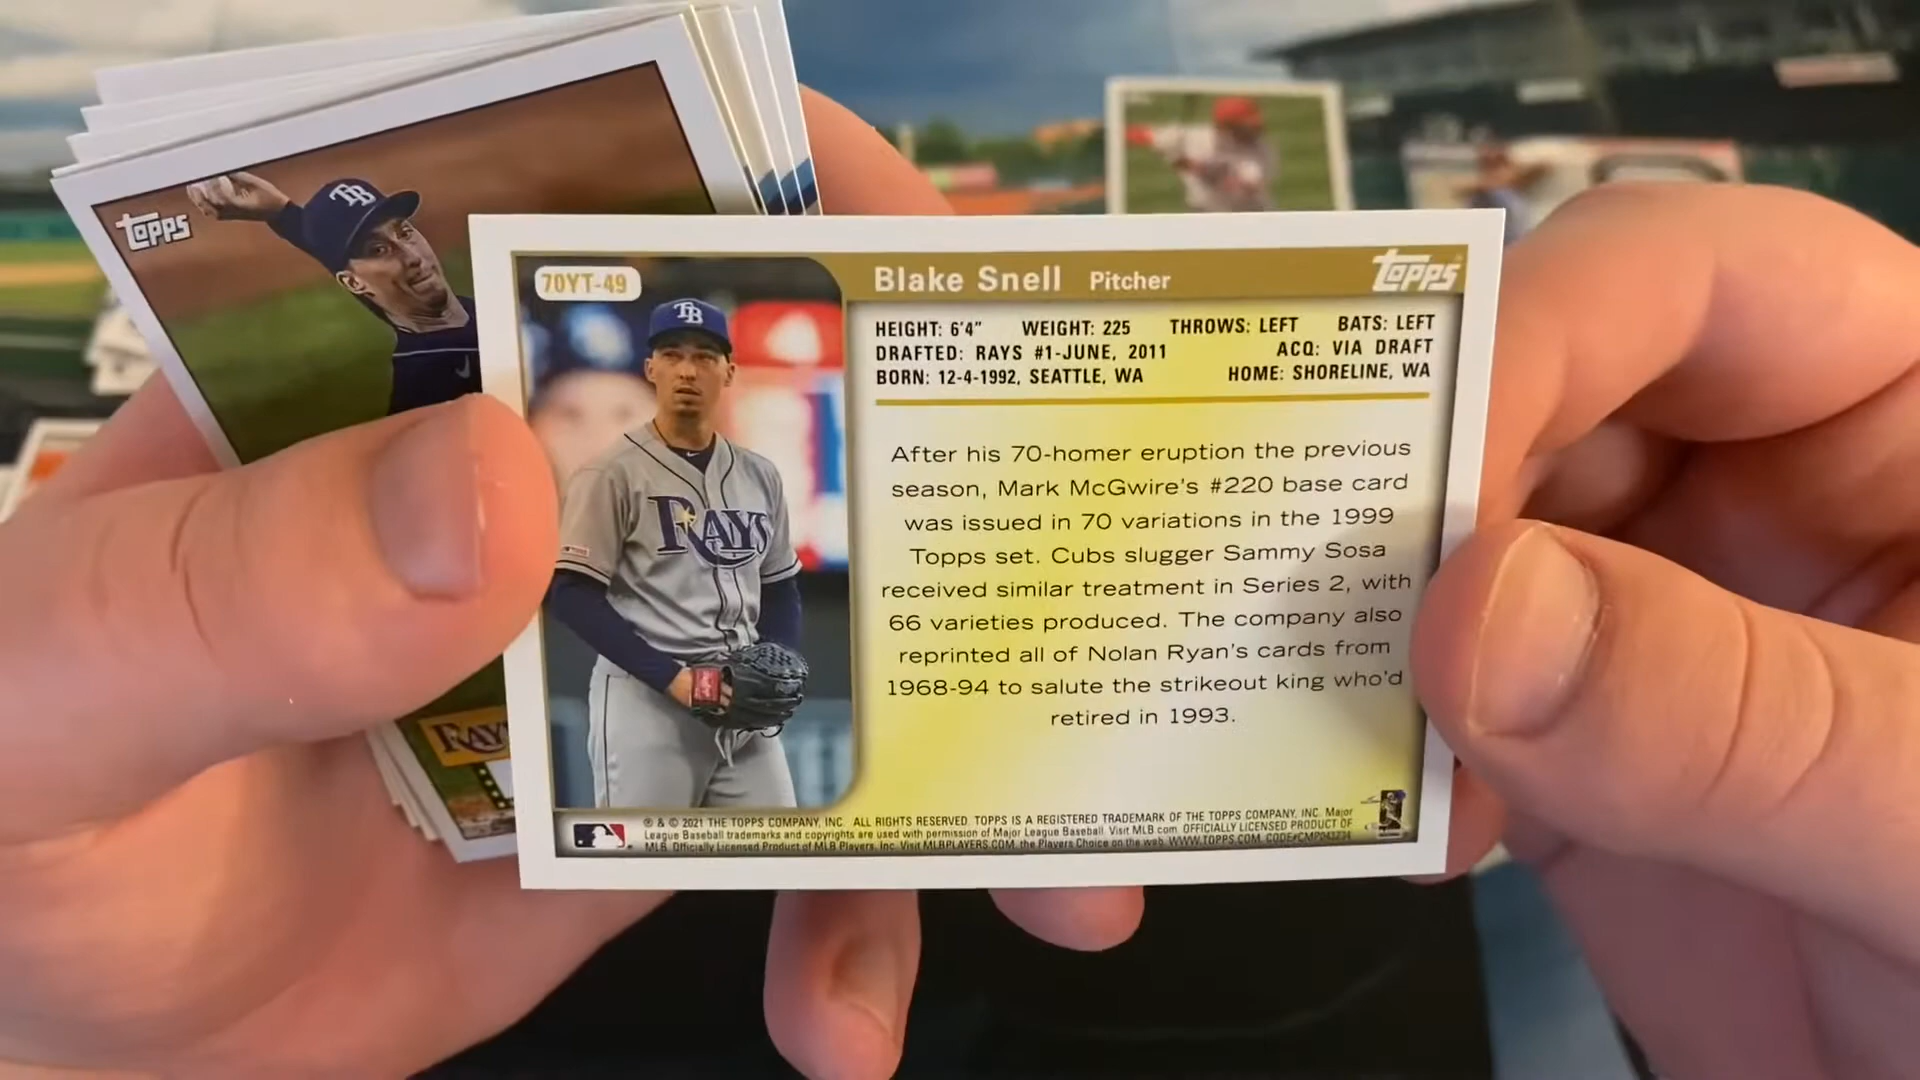 Topps
TB
RAYS
70YT-49
Blake Snell Pitcher
Topps
HEIGHT: 6'4" WEIGHT: 225 THROWS: LEFT BATS: LEFT
DRAFTED: RAYS #1-JUNE, 2011 ACQ: VIA DRAFT
BORN: 12-4-1992, SEATTLE, WA HOME: SHORELINE, WA
TB
RAYS
After his 70-homer eruption the previous
season, Mark McGwire's #220 base card
was issued in 70 variations in the 1999
Topps set. Cubs slugger Sammy Sosa
received similar treatment in Series 2, with
66 varieties produced. The company also
reprinted all of Nolan Ryan's cards from
1968-94 to salute the strikeout king who'd
retired in 1993.
® & © 2021 THE TOPPS COMPANY, INC. ALL RIGHTS RESERVED. TOPPS IS A REGISTERED TRADEMARK OF THE TOPPS COMPANY, INC. Major
League Baseball trademarks and copyrights are used with permission of Major League Baseball. Visit MLB.com. OFFICIALLY LICENSED PRODUCT OF
MLB. Officially Licensed Product of MLB Players, Inc. Visit MLBPLAYERS.COM, the Players Choice on the web. WWW.TOPPS.COM